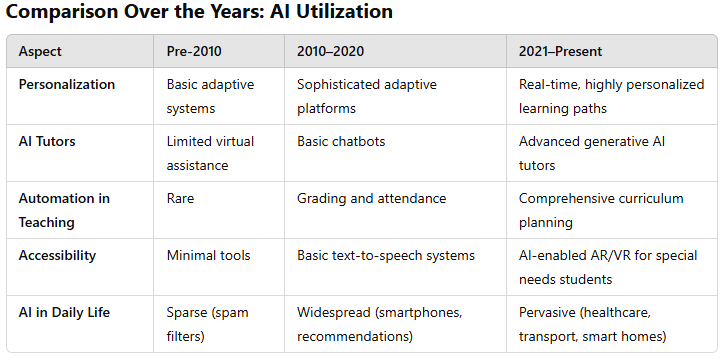 Comparison Over the Years: AI Utilization
Aspect Pre-2010 2010–2020 2021–Present
Personalization Basic adaptive systems Sophisticated adaptive platforms Real-time, highly personalized learning paths
AI Tutors Limited virtual assistance Basic chatbots Advanced generative AI tutors
Automation in Teaching Rare Grading and attendance Comprehensive curriculum planning
Accessibility Minimal tools Basic text-to-speech systems AI-enabled AR/VR for special needs students
AI in Daily Life Sparse (spam filters) Widespread (smartphones, recommendations) Pervasive (healthcare, transport, smart homes)